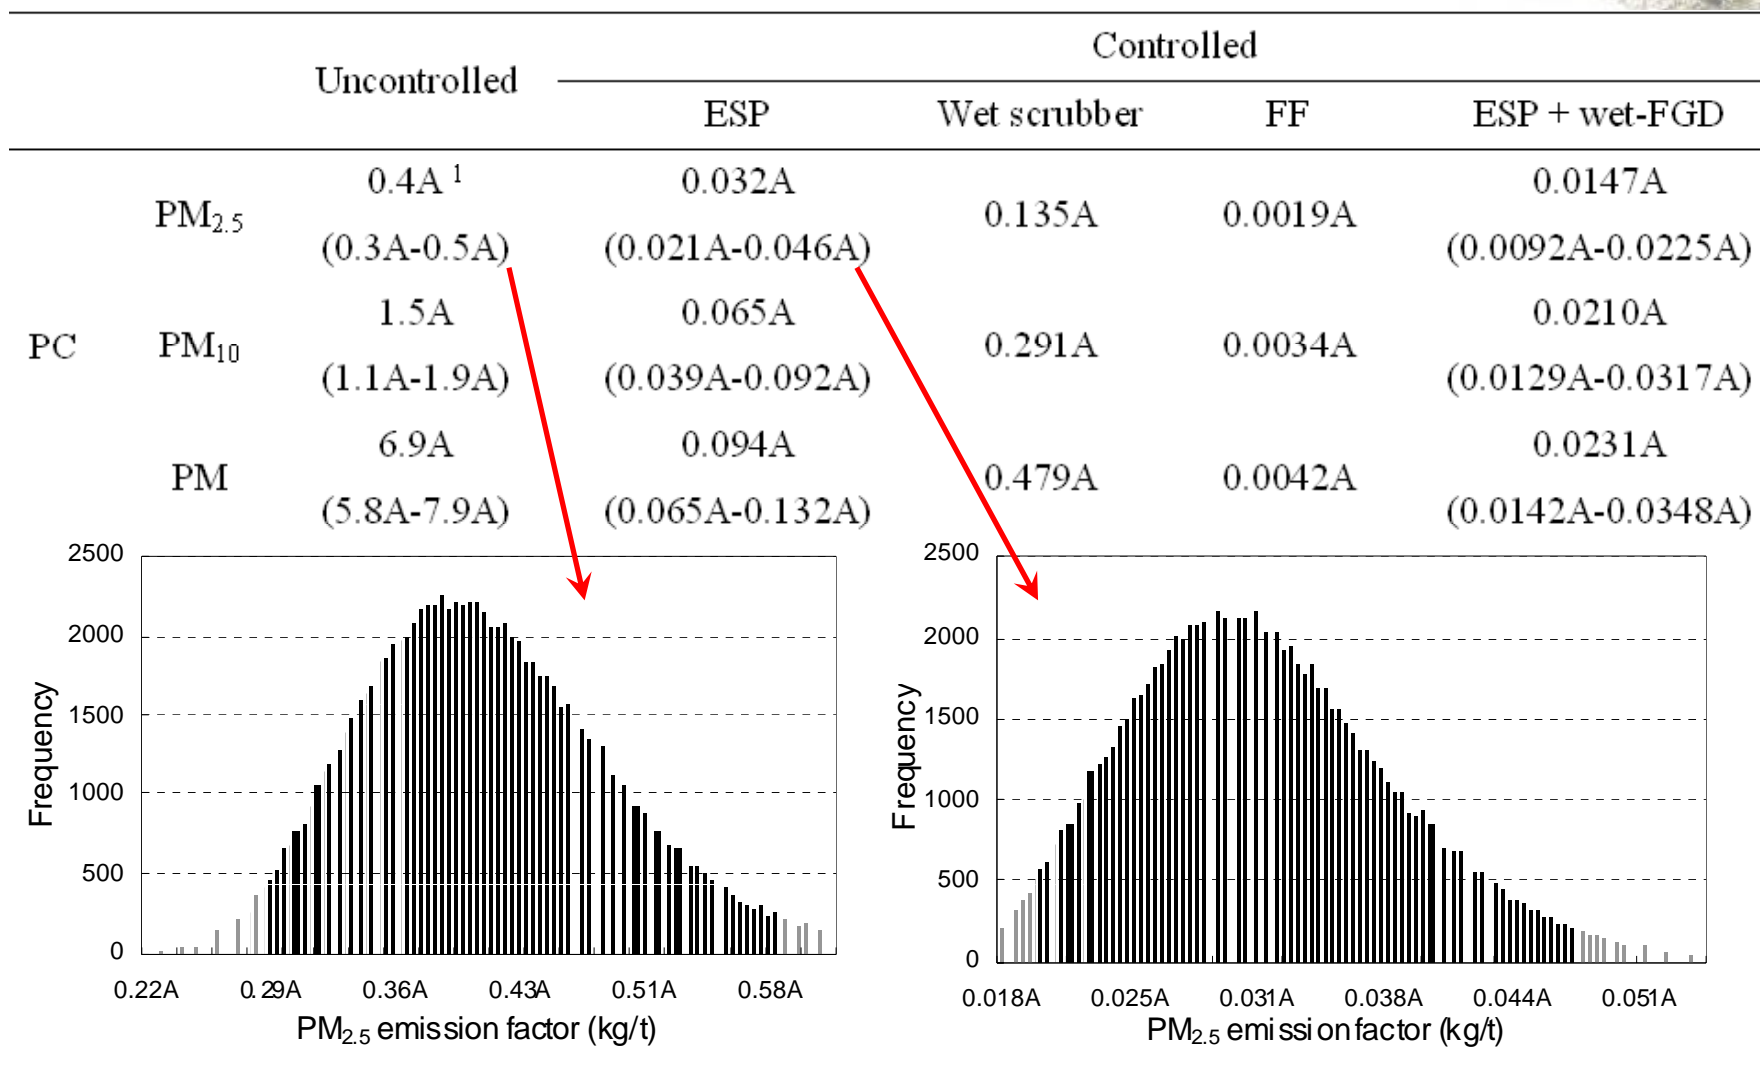 Controlled
Uncontrolled
ESP Wet scrubber FF ESP + wet-FGD
PC
PM2.5 0.4A 1 0.032A 0.135A 0.0019A 0.0147A
(0.3A-0.5A) (0.021A-0.046A) (0.0092A-0.0225A)
PM10 1.5A 0.065A 0.291A 0.0034A 0.0210A
(1.1A-1.9A) (0.039A-0.092A) (0.0129A-0.0317A)
PM 6.9A 0.094A 0.479A 0.0042A 0.0231A
(5.8A-7.9A) (0.065A-0.132A) (0.0142A-0.0348A)
2500
2000
1500
1000
500
0
Frequency
0.22A 0.29A 0.36A 0.43A 0.51A 0.58A
PM2.5 emission factor (kg/t)
2500
2000
1500
1000
500
0
Frequency
0.018A 0.025A 0.031A 0.038A 0.044A 0.051A
PM2.5 emission factor (kg/t)